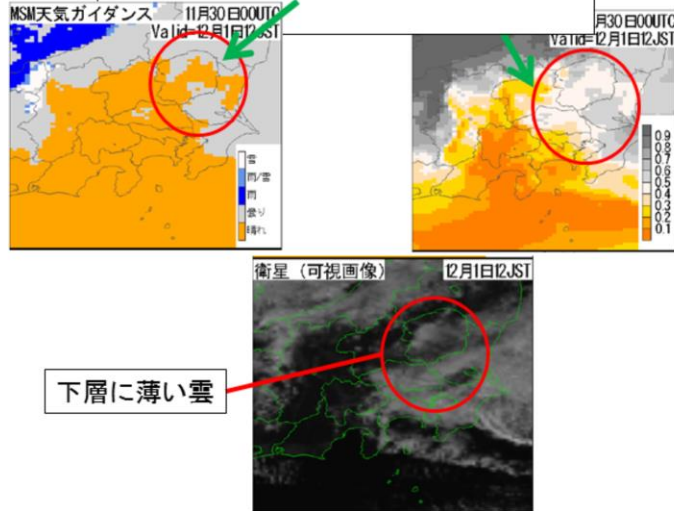 MSM天気ガイダンス 11月30日00UTC
Valid=12月1日12JST
雪
雨/雪
雨
曇り
晴れ
月30日00UTC
Valid=12月1日12JST
0.9
0.8
0.7
0.6
0.5
0.4
0.3
0.2
0.1
衛星（可視画像） 12月1日12JST
下層に薄い雲